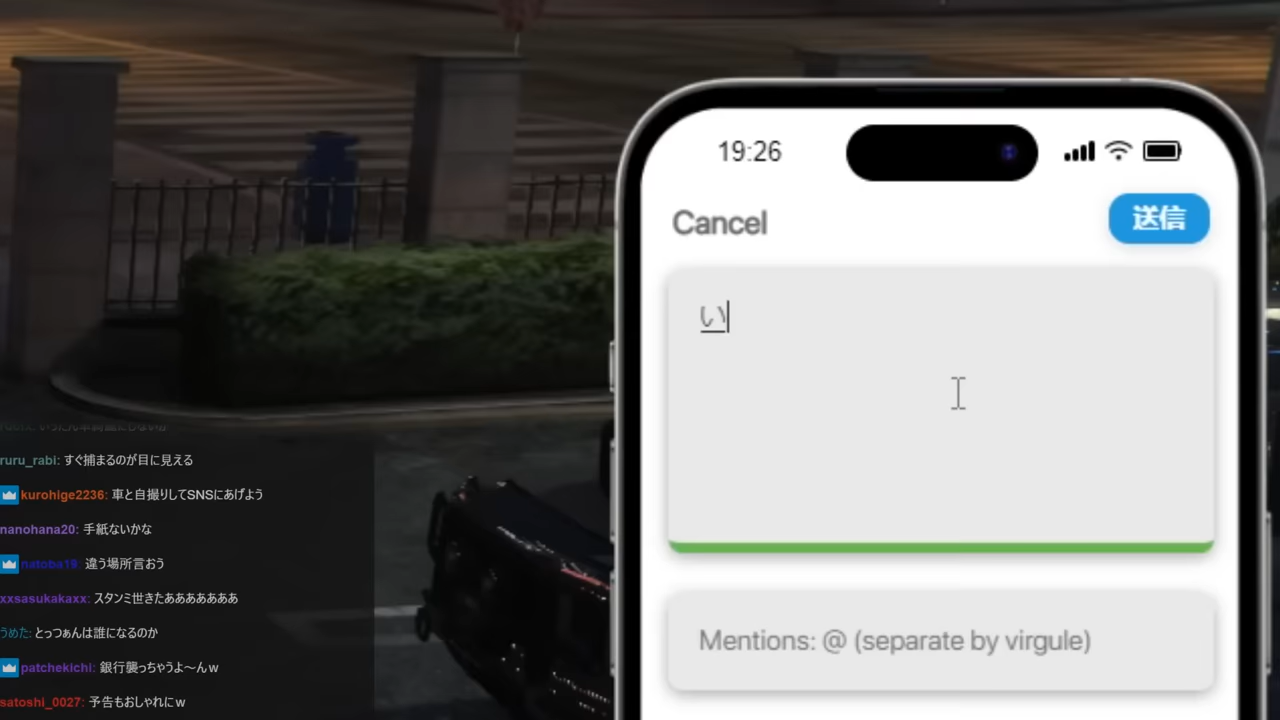 19:26
Cancel
送信
い
Mentions: @ (separate by virgule)
ruru_rabi: すぐ捕まるのが目に見える
kurohige2236: 車と自撮りしてSNSにあげよう
nanohana20: 手紙ないかな
natoba19: 違う場所言おう
xxsasukakaxx: スタンミ世きたあああああああ
うめた: とっつぁんは誰になるのか
patchekichi: 銀行襲っちゃうよ〜んw
satoshi_0027: 予告もおしゃれにw